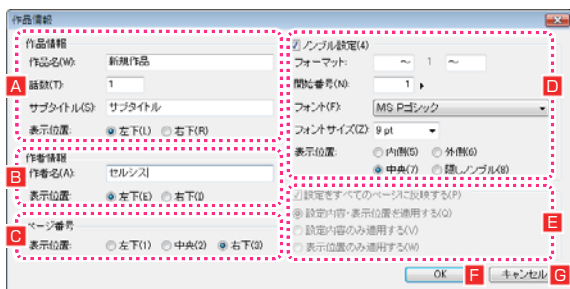 作品情報
作品情報
作品名(W): 新規作品
A
話数(T): 1
サブタイトル(S): サブタイトル
表示位置: 左下(L) 右下(R)
作者情報
B
作者名(A): セルシス
表示位置: 左下(E) 右下(I)
ページ番号
C
表示位置: 左下(1) 中央(2) 右下(3)
ノンブル設定(4)
フォーマット: ～ 1 ～
D
開始番号(N): 1
フォント(F): MS Pゴシック
フォントサイズ(Z): 9 pt
表示位置: 内側(5) 外側(6)
中央(7) 隠しノンブル(8)
設定をすべてのページに反映する(P)
E
設定内容・表示位置を適用する(Q)
設定内容のみ適用する(V)
表示位置のみ適用する(W)
OK F キャンセル G